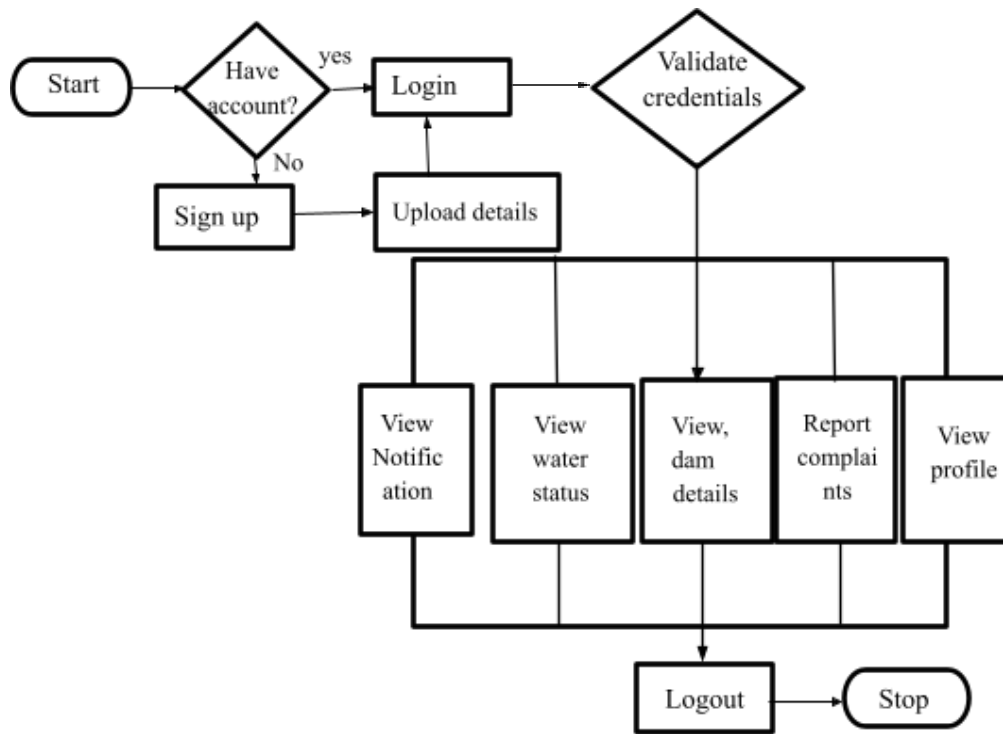 Start
Have
account?
yes
Login
Validate
credentials
No
Sign up
Upload details
View
Notific
ation
View
water
status
View,
dam
details
Report
complai
nts
View
profile
Logout
Stop